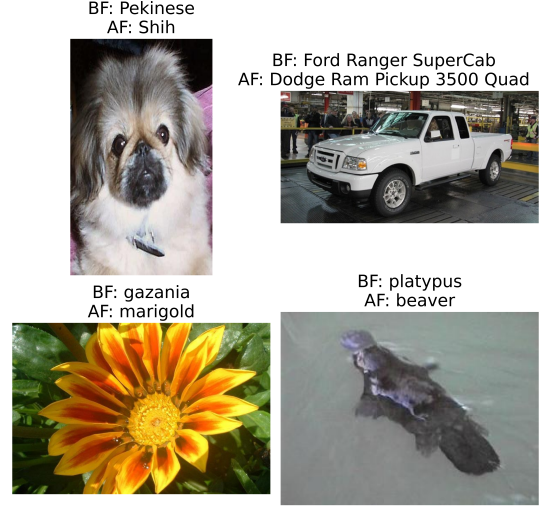 BF: Pekinese
AF: Shih
BF: Ford Ranger SuperCab
AF: Dodge Ram Pickup 3500 Quad
BF: gazania
AF: marigold
BF: platypus
AF: beaver